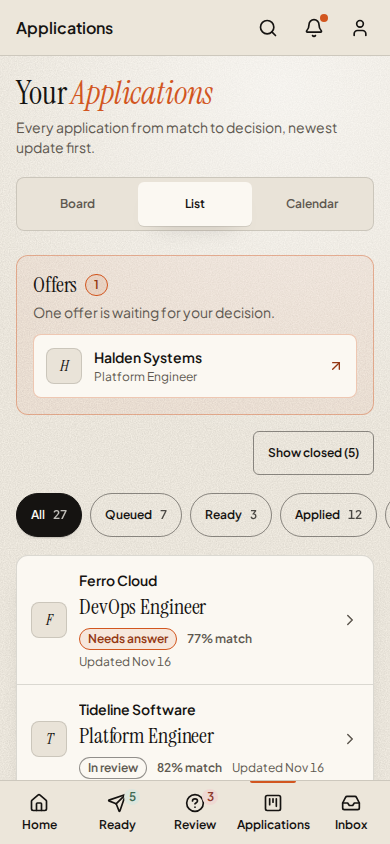 Applications
Your Applications
Every application from match to decision, newest
update first.
Board List Calendar
Offers 1
One offer is waiting for your decision.
H Halden Systems
Platform Engineer
Show closed (5)
All 27 Queued 7 Ready 3 Applied 12
Ferro Cloud
F DevOps Engineer
Needs answer 77% match
Updated Nov 16
Tideline Software
T Platform Engineer
In review 82% match Updated Nov 16
5 3
Home Ready Review Applications Inbox